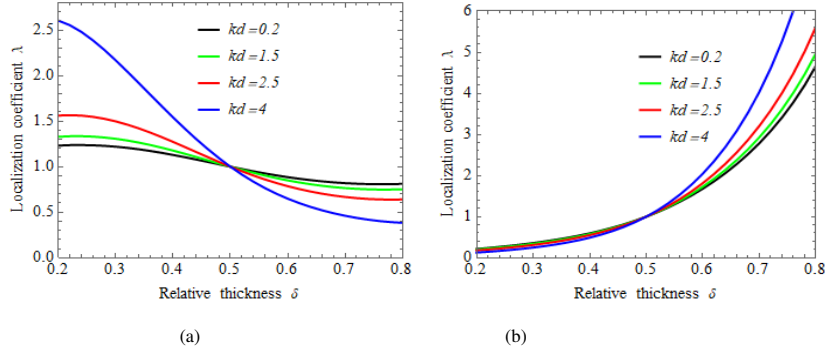 Localization coefficient λ
2.5
2.0
1.5
1.0
0.5
0.0
kd=0.2
kd=1.5
kd=2.5
kd=4
0.2 0.3 0.4 0.5 0.6 0.7 0.8
Relative thickness δ
(a)
Localization coefficient λ
6
5
4
3
2
1
0
kd=0.2
kd=1.5
kd=2.5
kd=4
0.2 0.3 0.4 0.5 0.6 0.7 0.8
Relative thickness δ
(b)